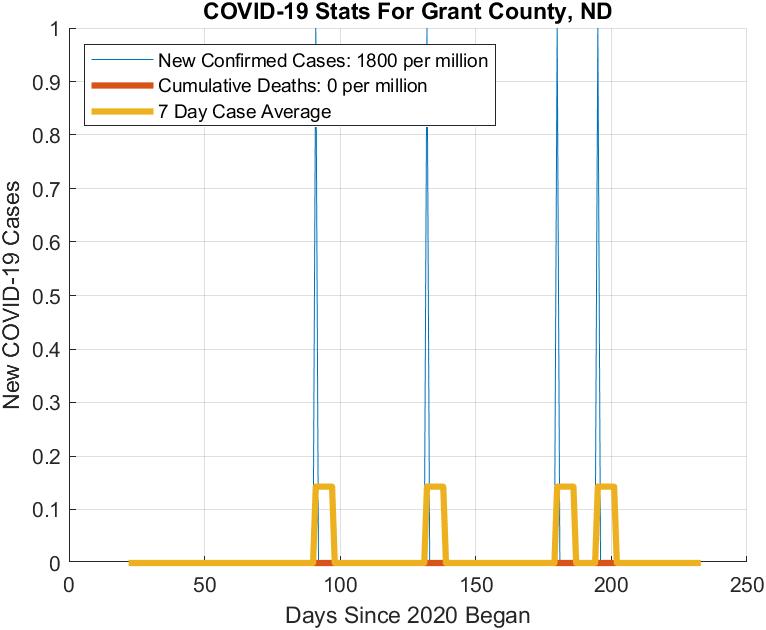 COVID-19 Stats For Grant County, ND
New Confirmed Cases: 1800 per million
Cumulative Deaths: 0 per million
7 Day Case Average
New COVID-19 Cases
1
0.9
0.8
0.7
0.6
0.5
0.4
0.3
0.2
0.1
0
0 50 100 150 200 250
Days Since 2020 Began